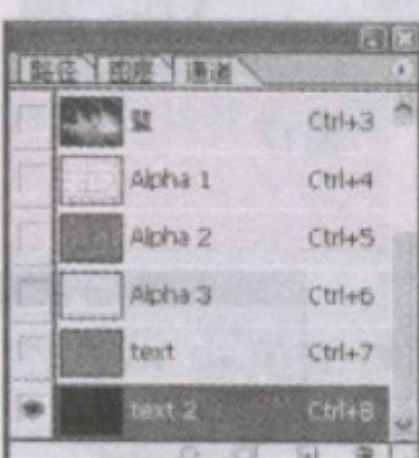 路径 图层 通道
蓝 Ctrl+3
Alpha 1 Ctrl+4
Alpha 2 Ctrl+5
Alpha 3 Ctrl+6
text Ctrl+7
text 2 Ctrl+8